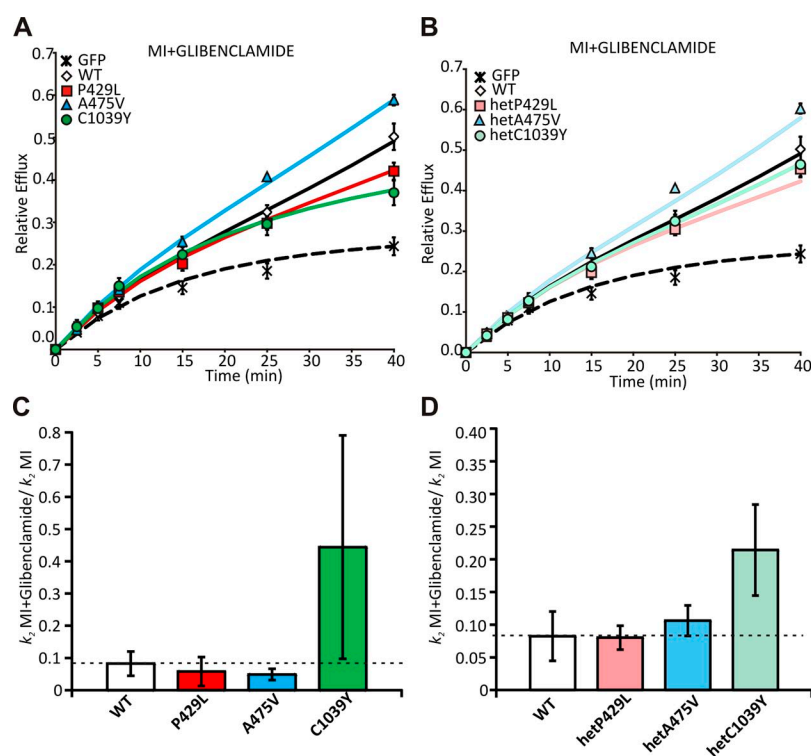 A
MI+GLIBENCLAMIDE
GFP
WT
P429L
A475V
C1039Y
Relative Efflux
0.7
0.6
0.5
0.4
0.3
0.2
0.1
0.0
0
5
10
15
20
25
30
35
40
Time (min)
B
MI+GLIBENCLAMIDE
GFP
WT
hetP429L
hetA475V
hetC1039Y
Relative Efflux
0.7
0.6
0.5
0.4
0.3
0.2
0.1
0.0
0
5
10
15
20
25
30
35
40
Time (min)
C
k2 MI+Glibenclamide/ k2 MI
0.8
0.7
0.6
0.5
0.4
0.3
0.2
0.1
0
WT
P429L
A475V
C1039Y
D
k2 MI+Glibenclamide/ k2 MI
0.40
0.35
0.30
0.25
0.20
0.15
0.10
0.05
0
WT
hetP429L
hetA475V
hetC1039Y